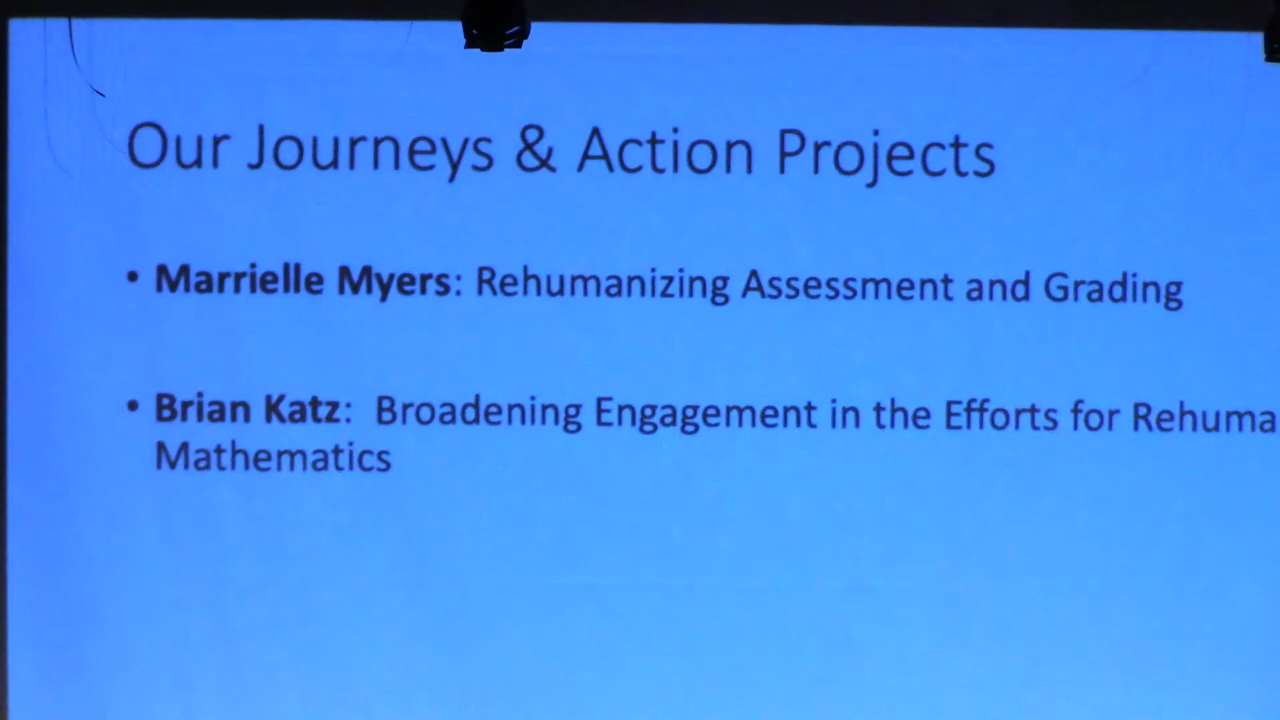 Our Journeys & Action Projects
• Marrielle Myers: Rehumanizing Assessment and Grading
• Brian Katz: Broadening Engagement in the Efforts for Rehuma
Mathematics